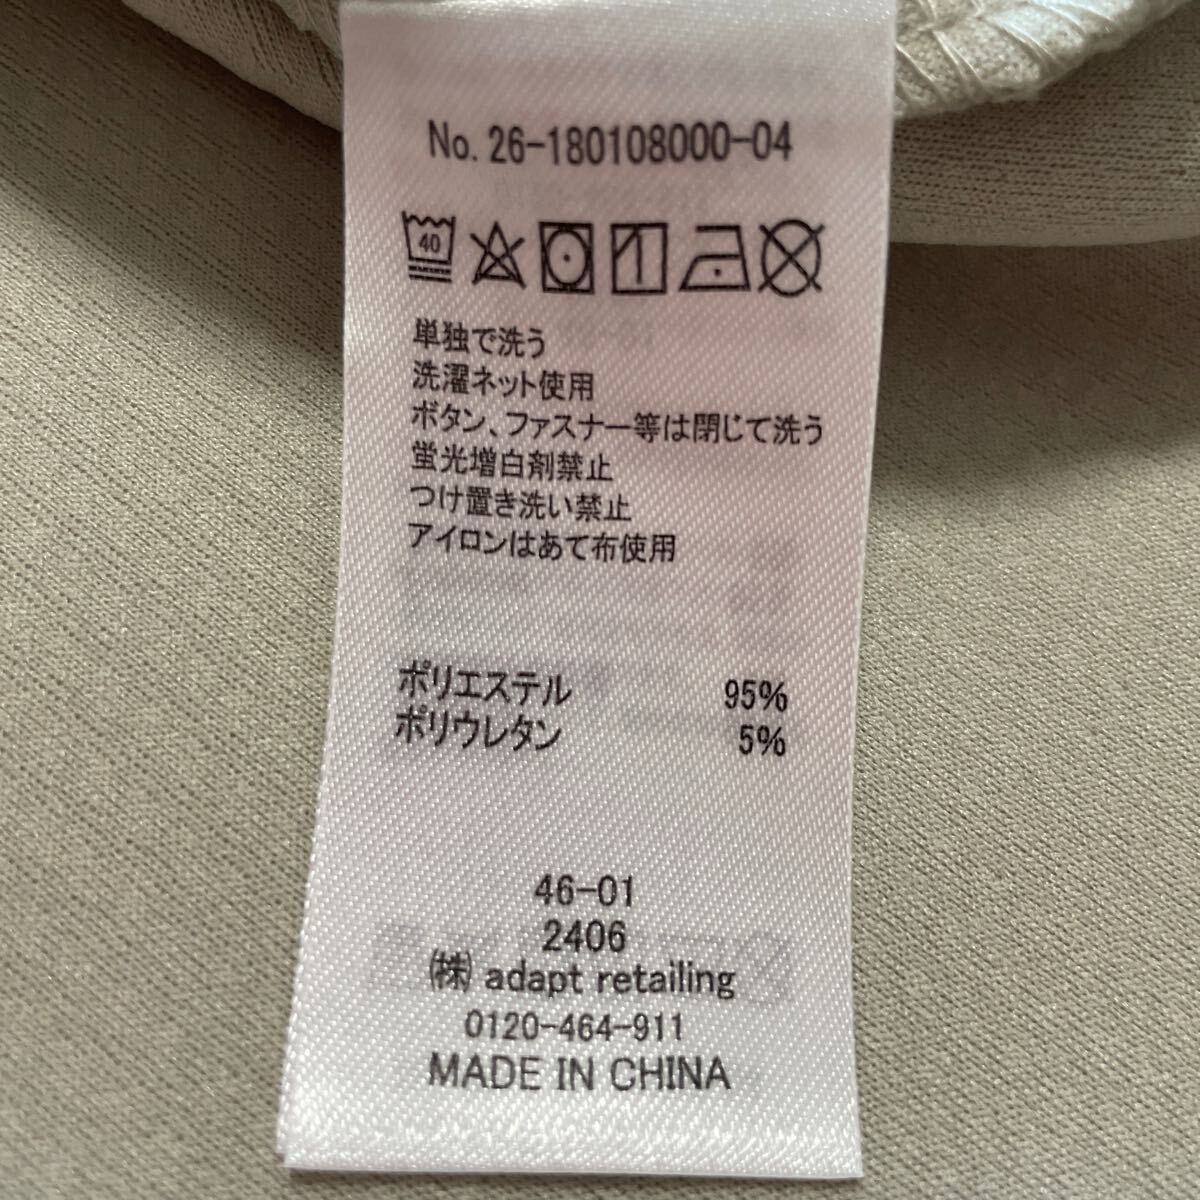 No. 26-180108000-04
40
単独で洗う
洗濯ネット使用
ボタン、ファスナー等は閉じて洗う
蛍光増白剤禁止
つけ置き洗い禁止
アイロンはあて布使用
ポリエステル 95%
ポリウレタン 5%
46-01
2406
㈱ adapt retailing
0120-464-911
MADE IN CHINA